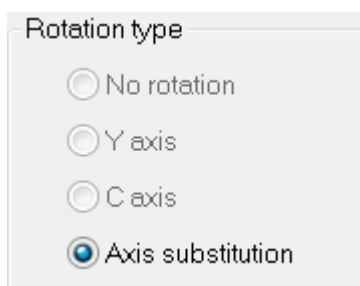 Rotation type
No rotation
Y axis
C axis
Axis substitution